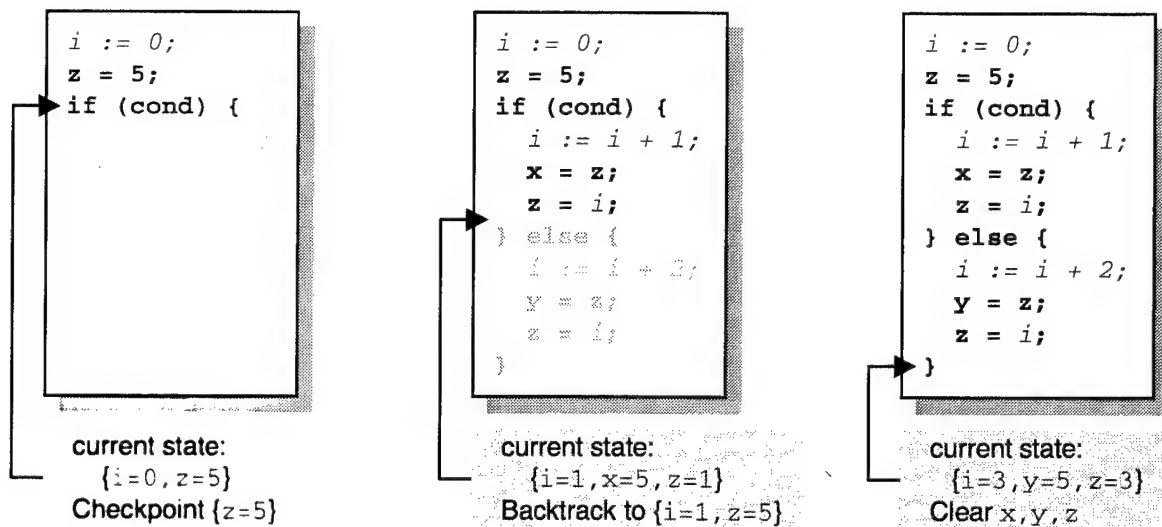 i := 0;
z = 5;
if (cond) {
current state:
{i=0,z=5}
Checkpoint {z=5}
i := 0;
z = 5;
if (cond) {
i := i + 1;
x = z;
z = i;
} else {
i := i + 2;
y = z;
z = i;
}
current state:
{i=1,x=5,z=1}
Backtrack to {i=1,z=5}
i := 0;
z = 5;
if (cond) {
i := i + 1;
x = z;
z = i;
} else {
i := i + 2;
y = z;
z = i;
}
current state:
{i=3,y=5,z=3}
Clear x,y,z